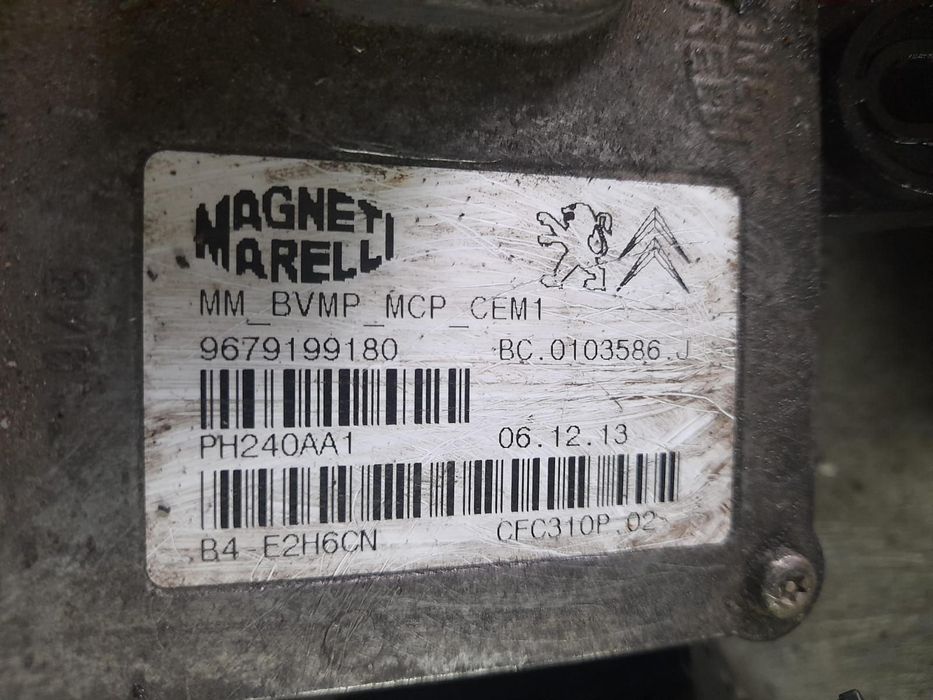 MAGNETI
MARELLI
MM_BVMP_MCP_CEM1
9679199180 BC.0103586.J
PH240AA1 06.12.13
B4-E2H6CN CFC310P.02